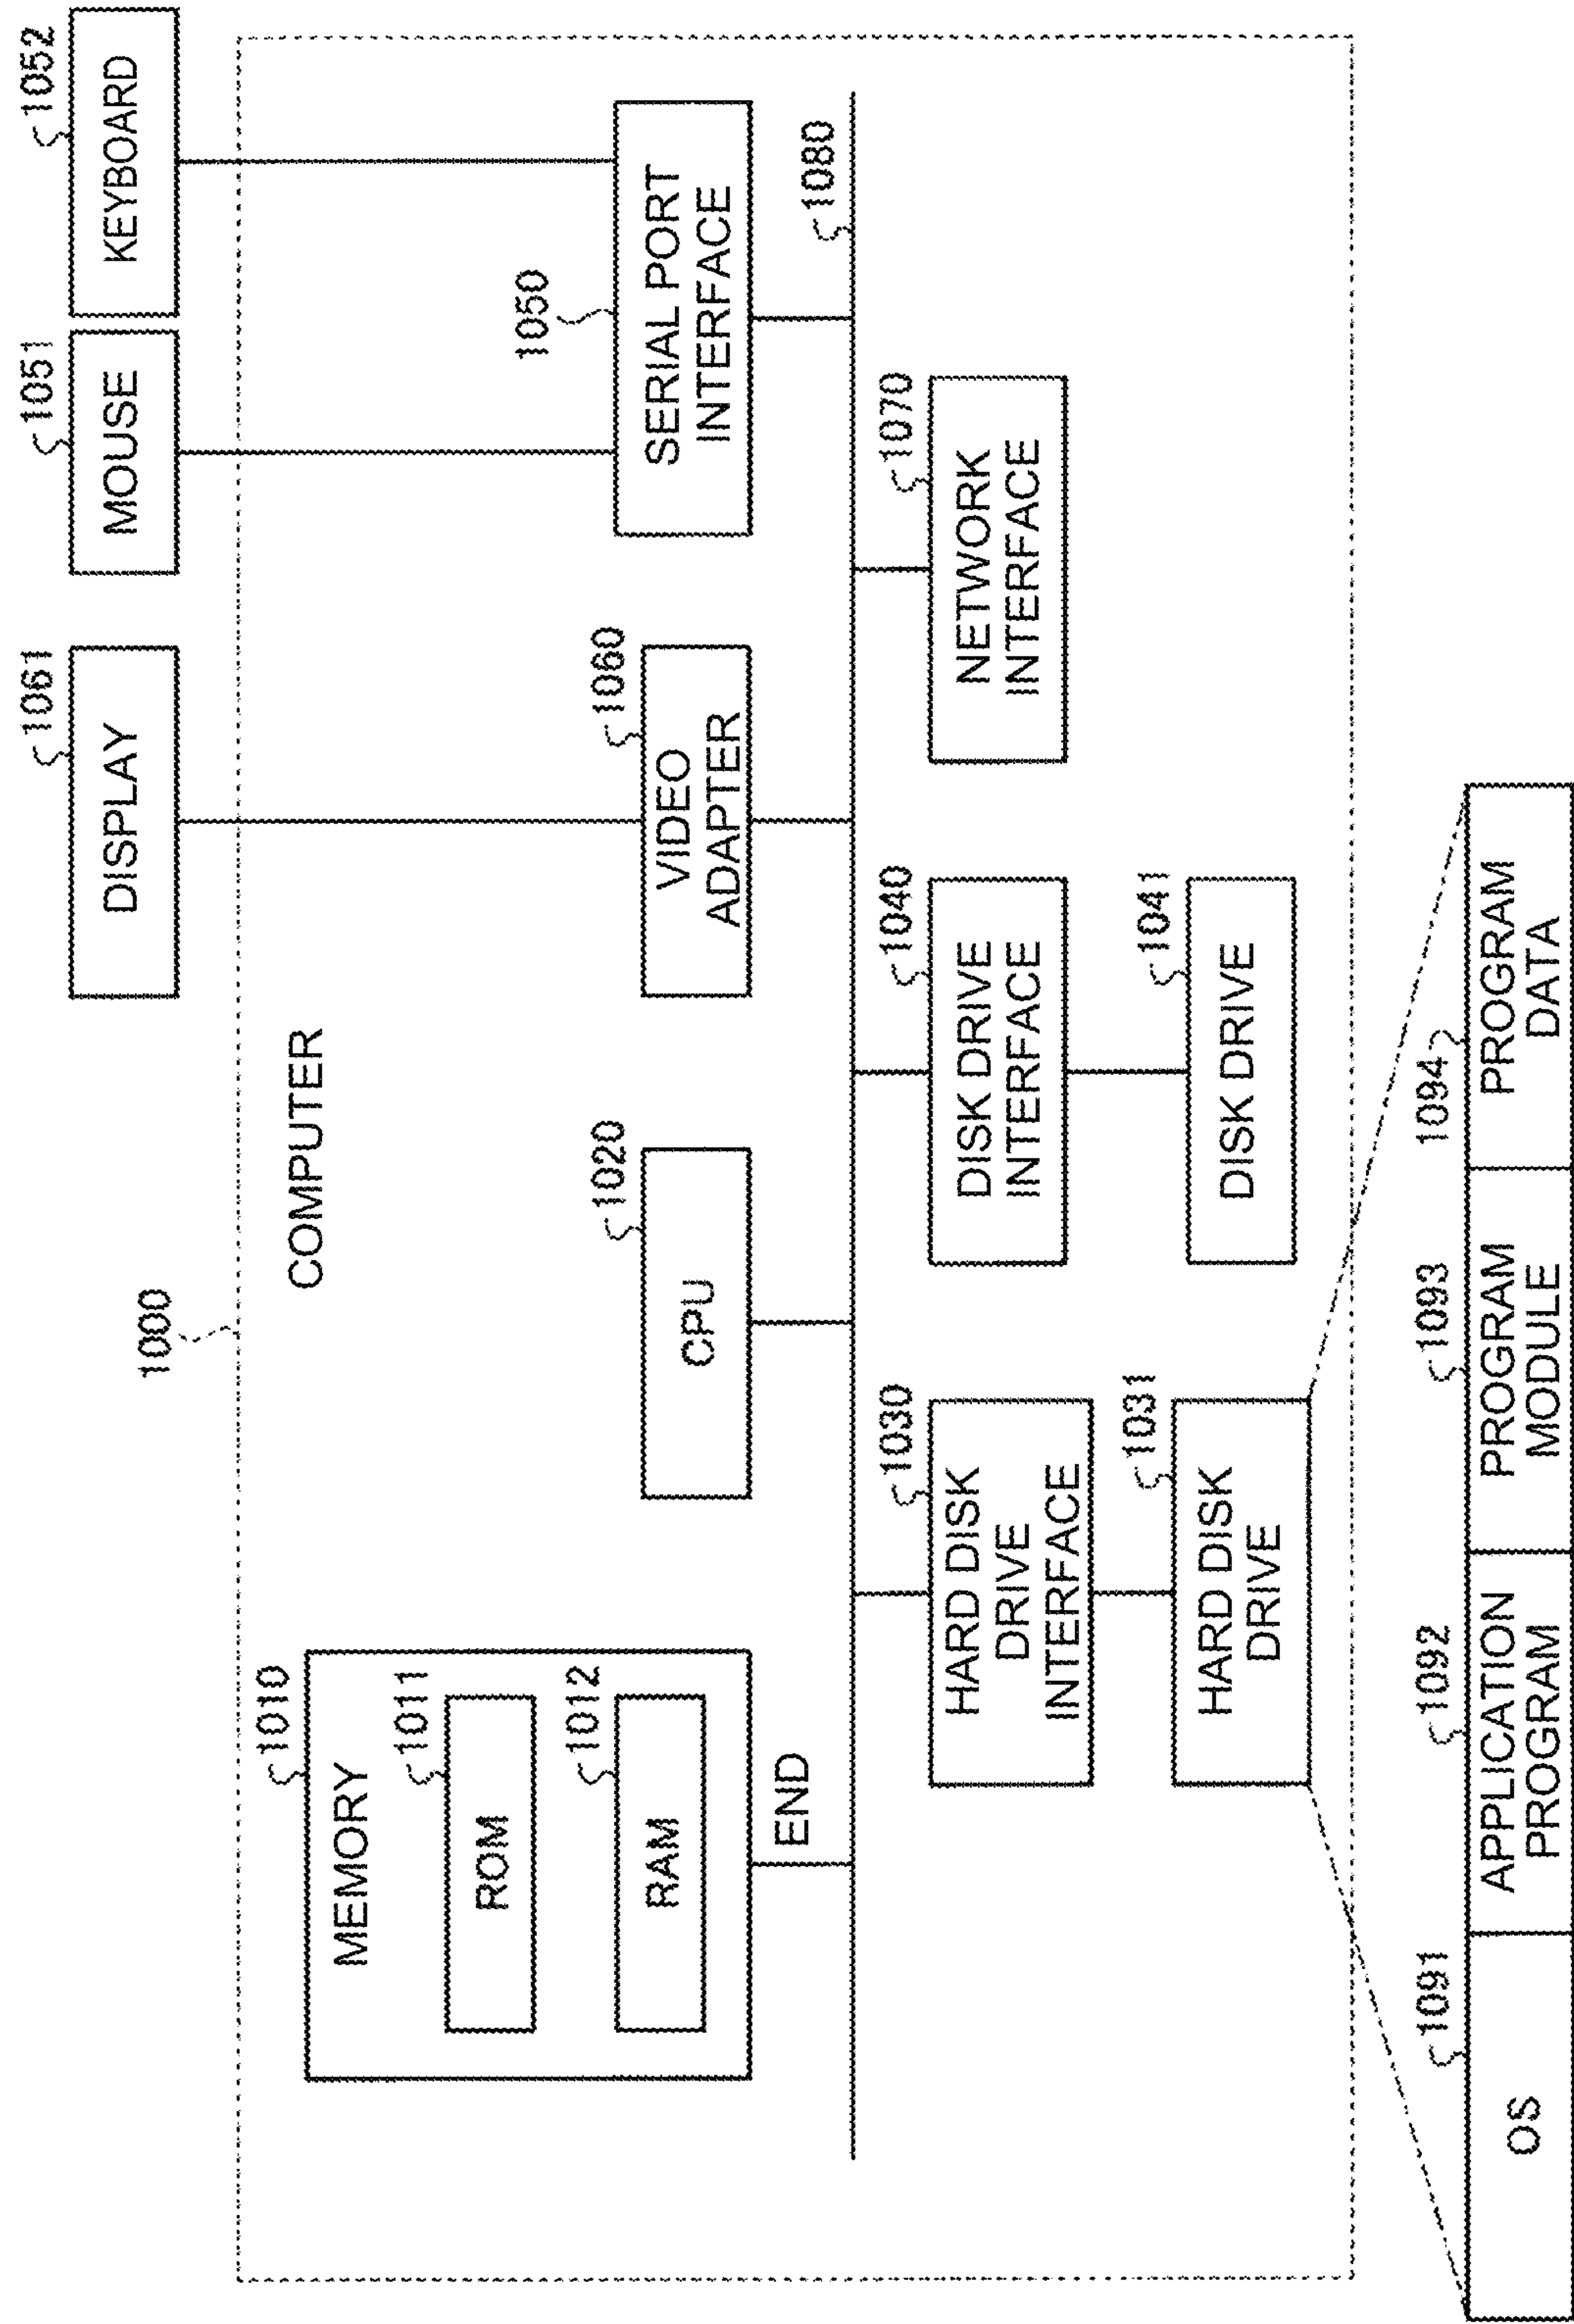 1061
DISPLAY
1051
MOUSE
1052
KEYBOARD
1000
COMPUTER
1010
MEMORY
1011
ROM
1012
RAM
END
1020
CPU
1060
VIDEO
ADAPTER
1050
SERIAL PORT
INTERFACE
1080
1030
HARD DISK
DRIVE
INTERFACE
1040
DISK DRIVE
INTERFACE
1070
NETWORK
INTERFACE
1031
HARD DISK
DRIVE
1041
DISK DRIVE
1091
OS
1092
APPLICATION
PROGRAM
1093
PROGRAM
MODULE
1094
PROGRAM
DATA